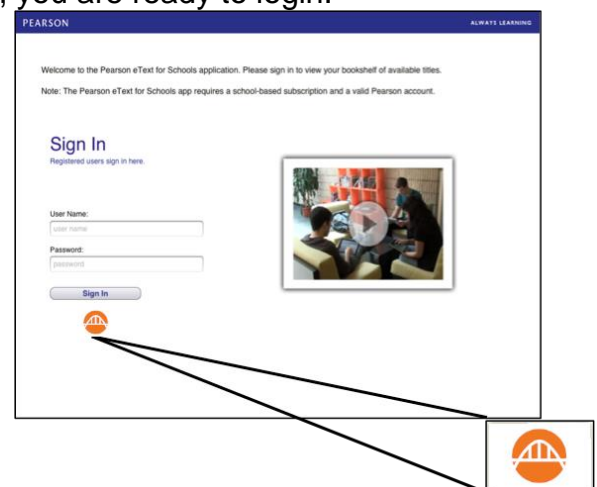 , you are ready to login.
PEARSON
ALWAYS LEARNING
Welcome to the Pearson eText for Schools application. Please sign in to view your bookshelf of available titles.
Note: The Pearson eText for Schools app requires a school-based subscription and a valid Pearson account.
Sign In
Registered users sign in here.
User Name:
user name
Password:
password
Sign In